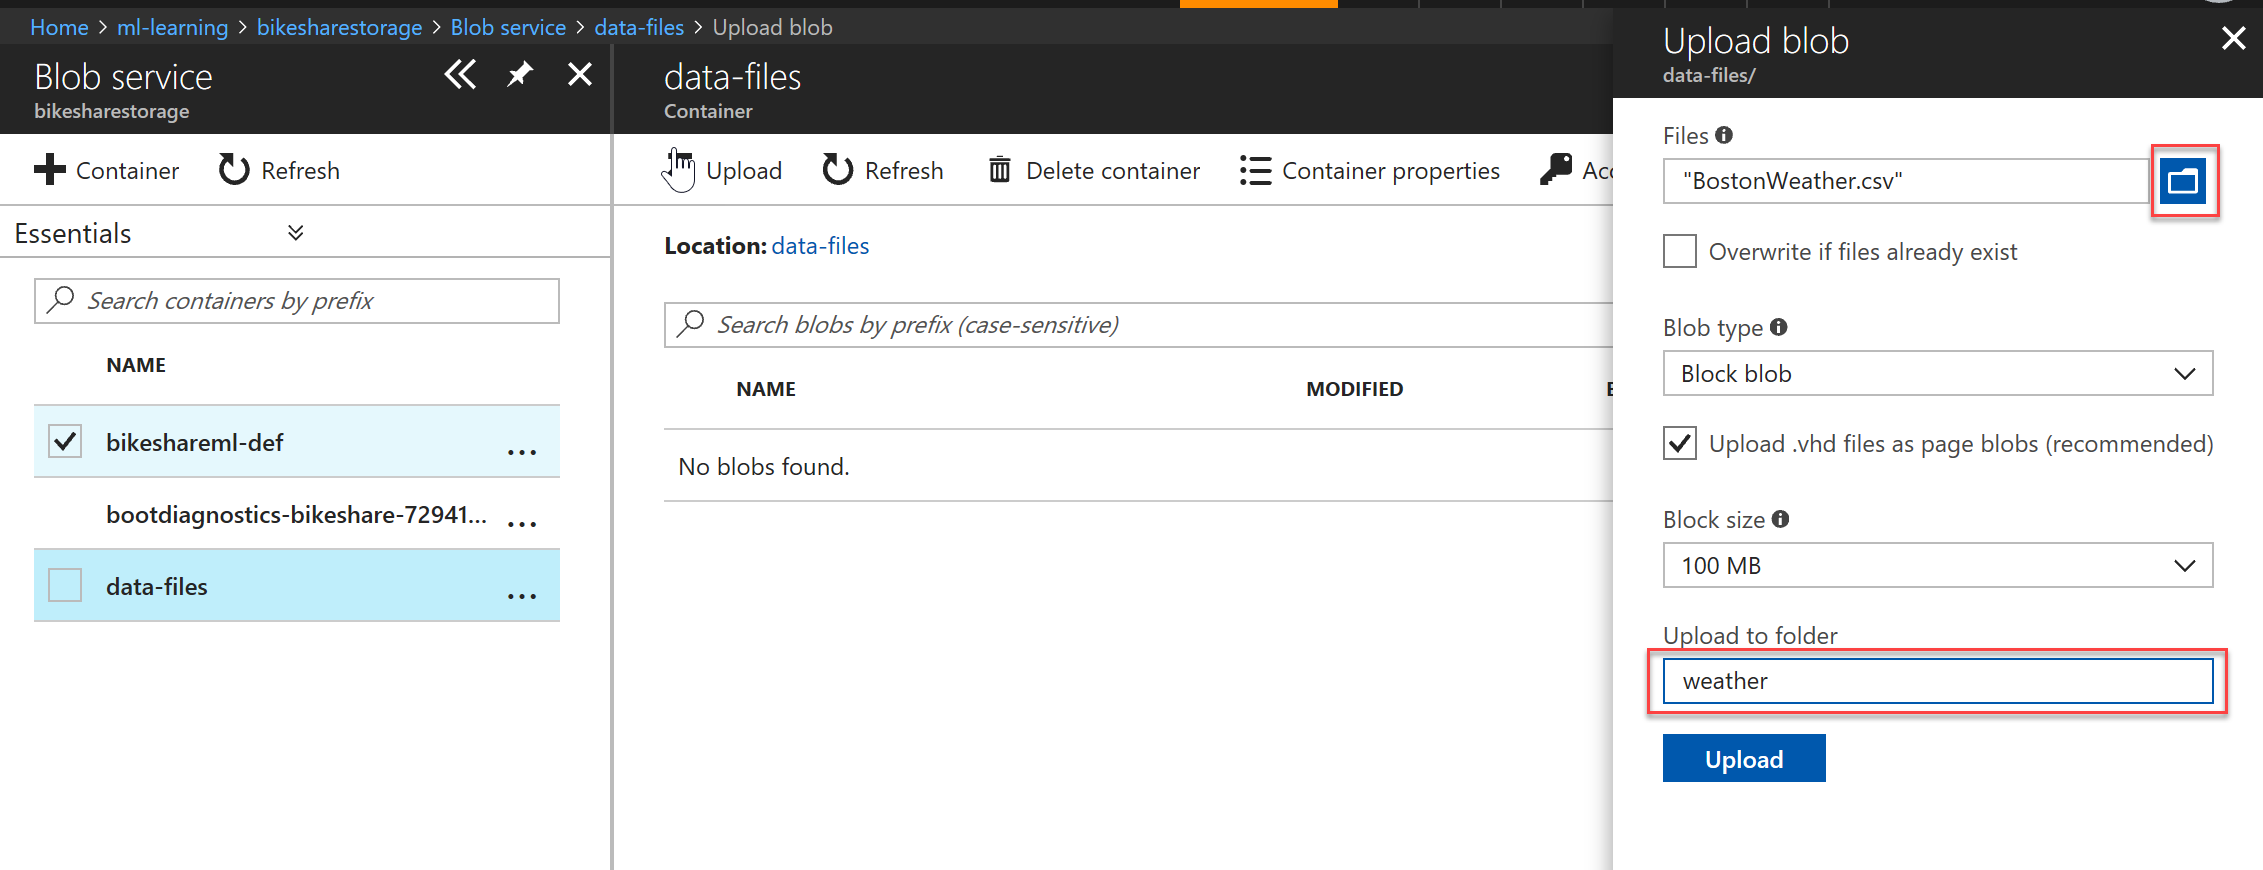 Home > ml-learning > bikesharestorage > Blob service > data-files > Upload blob
Blob service
bikesharestorage
Container
Refresh
Essentials
Search containers by prefix
NAME
bikeshareml-def ...
bootdiagnostics-bikeshare-72941... ...
data-files ...
data-files
Container
Upload
Refresh
Delete container
Container properties
Location: data-files
Search blobs by prefix (case-sensitive)
NAME
MODIFIED
No blobs found.
Upload blob
data-files/
Files
"BostonWeather.csv"
Overwrite if files already exist
Blob type
Block blob
Upload .vhd files as page blobs (recommended)
Block size
100 MB
Upload to folder
weather
Upload